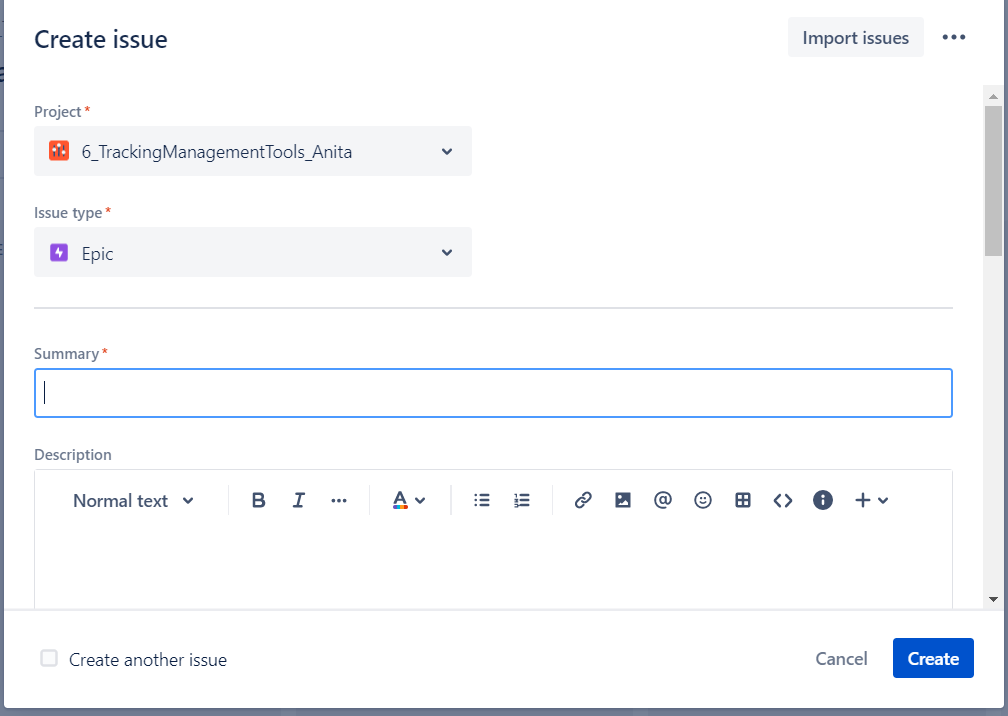 Create issue
Import issues
Project *
6_TrackingManagementTools_Anita
Issue type *
Epic
Summary *
Description
Normal text
B I A
Create another issue
Cancel
Create